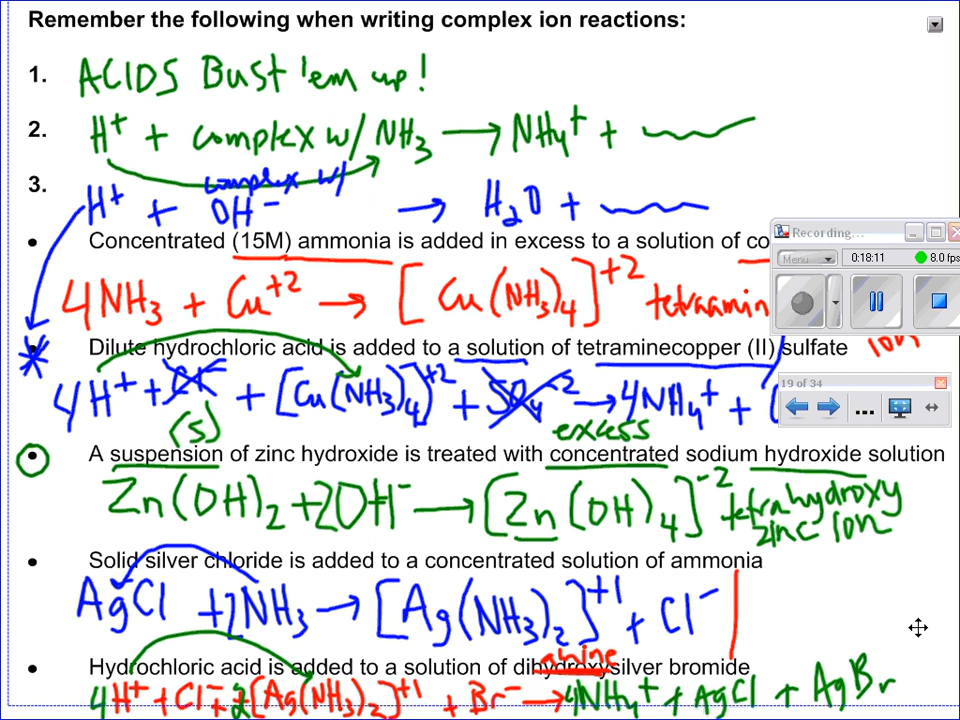 Remember the following when writing complex ion reactions:
1. ACIDS Bust 'em up!
2. H+ + complex w/ NH3 → NH4+ +
3. H+ + complex w/ OH− → H2O +
• Concentrated (15M) ammonia is added in excess to a solution of co
4NH3 + Cu+2 → [Cu(NH3)4]+2 tetraamin
ion
• Dilute hydrochloric acid is added to a solution of tetraminecopper (II) sulfate
4H+ + Cl− + [Cu(NH3)4]+2 + SO4−2 → 4NH4+ +
(s) excess
• A suspension of zinc hydroxide is treated with concentrated sodium hydroxide solution
Zn(OH)2 + 2OH− → [Zn(OH)4]−2 tetrahydroxy
zinc ion
• Solid silver chloride is added to a concentrated solution of ammonia
AgCl + 2NH3 → [Ag(NH3)2]+1 + Cl−
amine
• Hydrochloric acid is added to a solution of dihydroxysilver bromide
4H+ + Cl− + 2[Ag(NH3)2]+1 + Br− → 4NH4+ + AgCl + AgBr
Recording...
Menu 0:18:11 8.0 fps
19 of 34